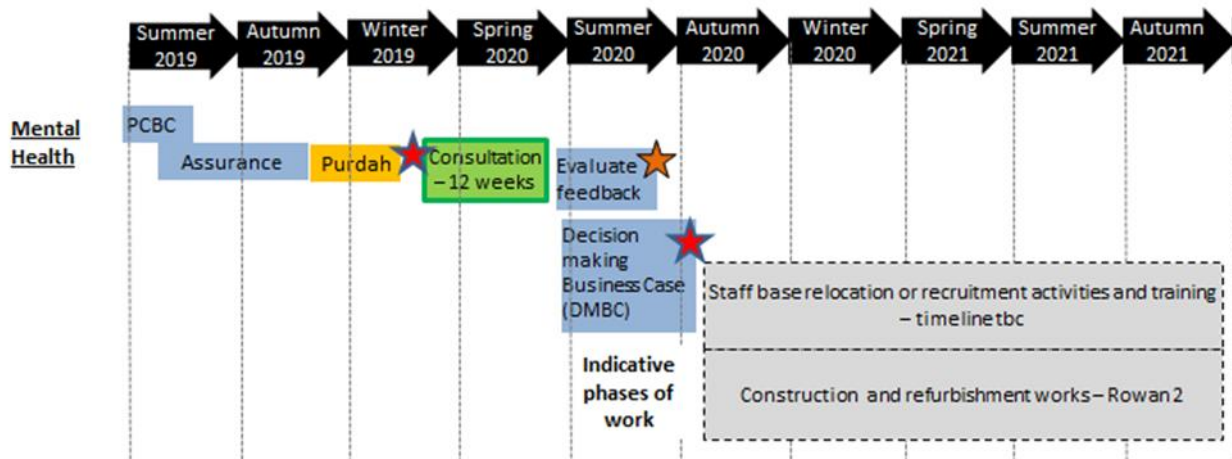 Summer 2019
Autumn 2019
Winter 2019
Spring 2020
Summer 2020
Autumn 2020
Winter 2020
Spring 2021
Summer 2021
Autumn 2021
Mental
Health
PCBC
Assurance
Purdah
Consultation
– 12 weeks
Evaluate
feedback
Decision
making
Business Case
(DMBC)
Staff base relocation or recruitment activities and training
– timeline tbc
Indicative
phases of
work
Construction and refurbishment works – Rowan 2